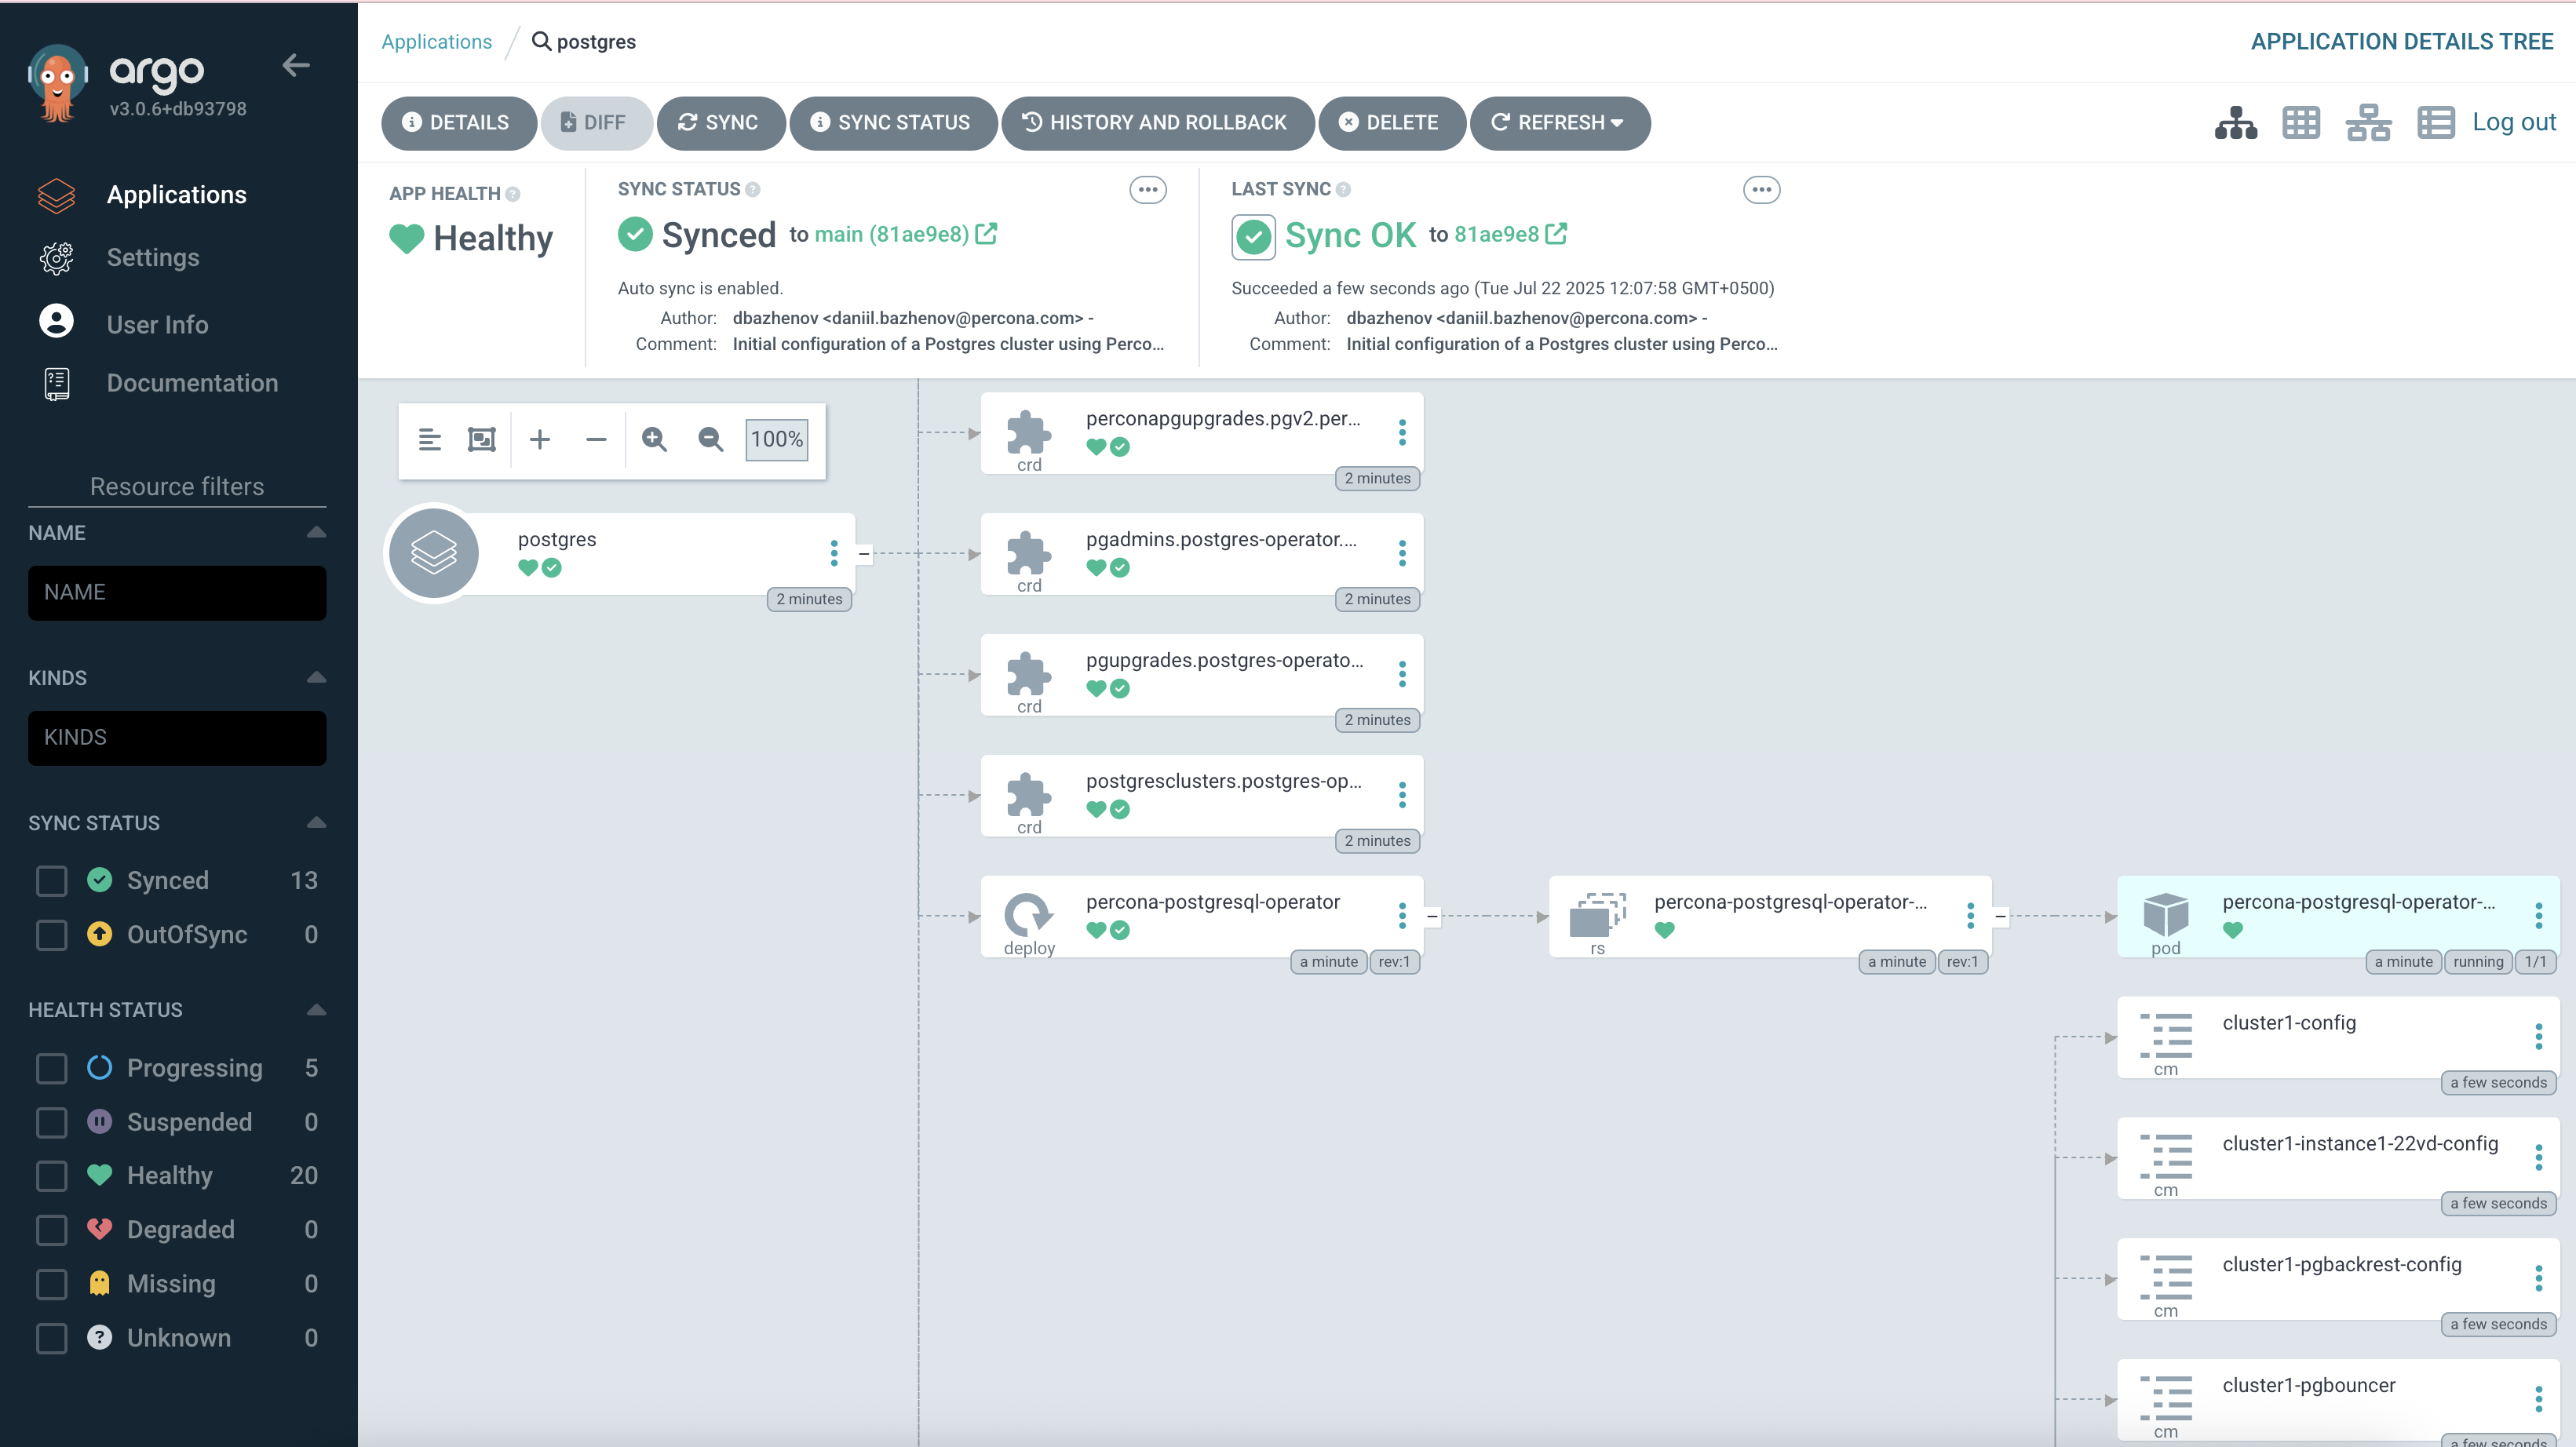 argo
v3.0.6+db93798
Applications
Settings
User Info
Documentation
Resource filters
NAME
NAME
KINDS
KINDS
SYNC STATUS
Synced 13
OutOfSync 0
HEALTH STATUS
Progressing 5
Suspended 0
Healthy 20
Degraded 0
Missing 0
Unknown 0
Applications / postgres
APPLICATION DETAILS TREE
DETAILS DIFF SYNC SYNC STATUS HISTORY AND ROLLBACK DELETE REFRESH
Log out
APP HEALTH
Healthy
SYNC STATUS
Synced to main (81ae9e8)
Auto sync is enabled.
Author: dbazhenov <daniil.bazhenov@percona.com> -
Comment: Initial configuration of a Postgres cluster using Perco...
LAST SYNC
Sync OK to 81ae9e8
Succeeded a few seconds ago (Tue Jul 22 2025 12:07:58 GMT+0500)
Author: dbazhenov <daniil.bazhenov@percona.com> -
Comment: Initial configuration of a Postgres cluster using Perco...
100%
postgres
2 minutes
perconapgupgrades.pgv2.per...
crd
2 minutes
pgadmins.postgres-operator....
crd
2 minutes
pgupgrades.postgres-operato...
crd
2 minutes
postgresclusters.postgres-op...
crd
2 minutes
percona-postgresql-operator
deploy
a minute rev:1
percona-postgresql-operator-...
rs
a minute rev:1
percona-postgresql-operator-...
pod
a minute running 1/1
cluster1-config
cm
a few seconds
cluster1-instance1-22vd-config
cm
a few seconds
cluster1-pgbackrest-config
cm
a few seconds
cluster1-pgbouncer
cm
a few seconds